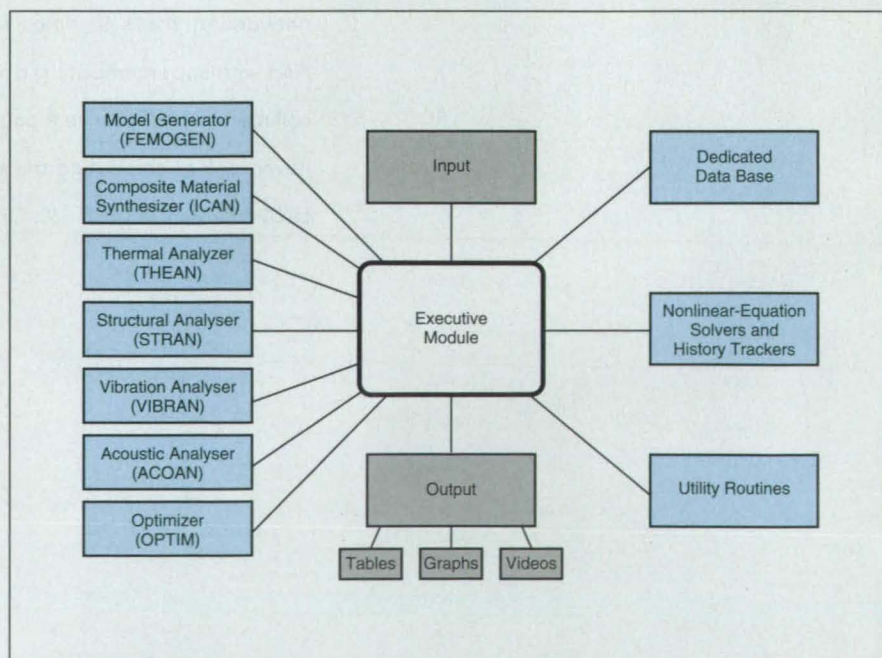 Model Generator
(FEMOGEN)
Composite Material
Synthesizer (ICAN)
Thermal Analyzer
(THEAN)
Structural Analyser
(STRAN)
Vibration Analyser
(VIBRAN)
Acoustic Analyser
(ACOAN)
Optimizer
(OPTIM)
Input
Executive
Module
Output
Tables
Graphs
Videos
Dedicated
Data Base
Nonlinear-Equation
Solvers and
History Trackers
Utility Routines